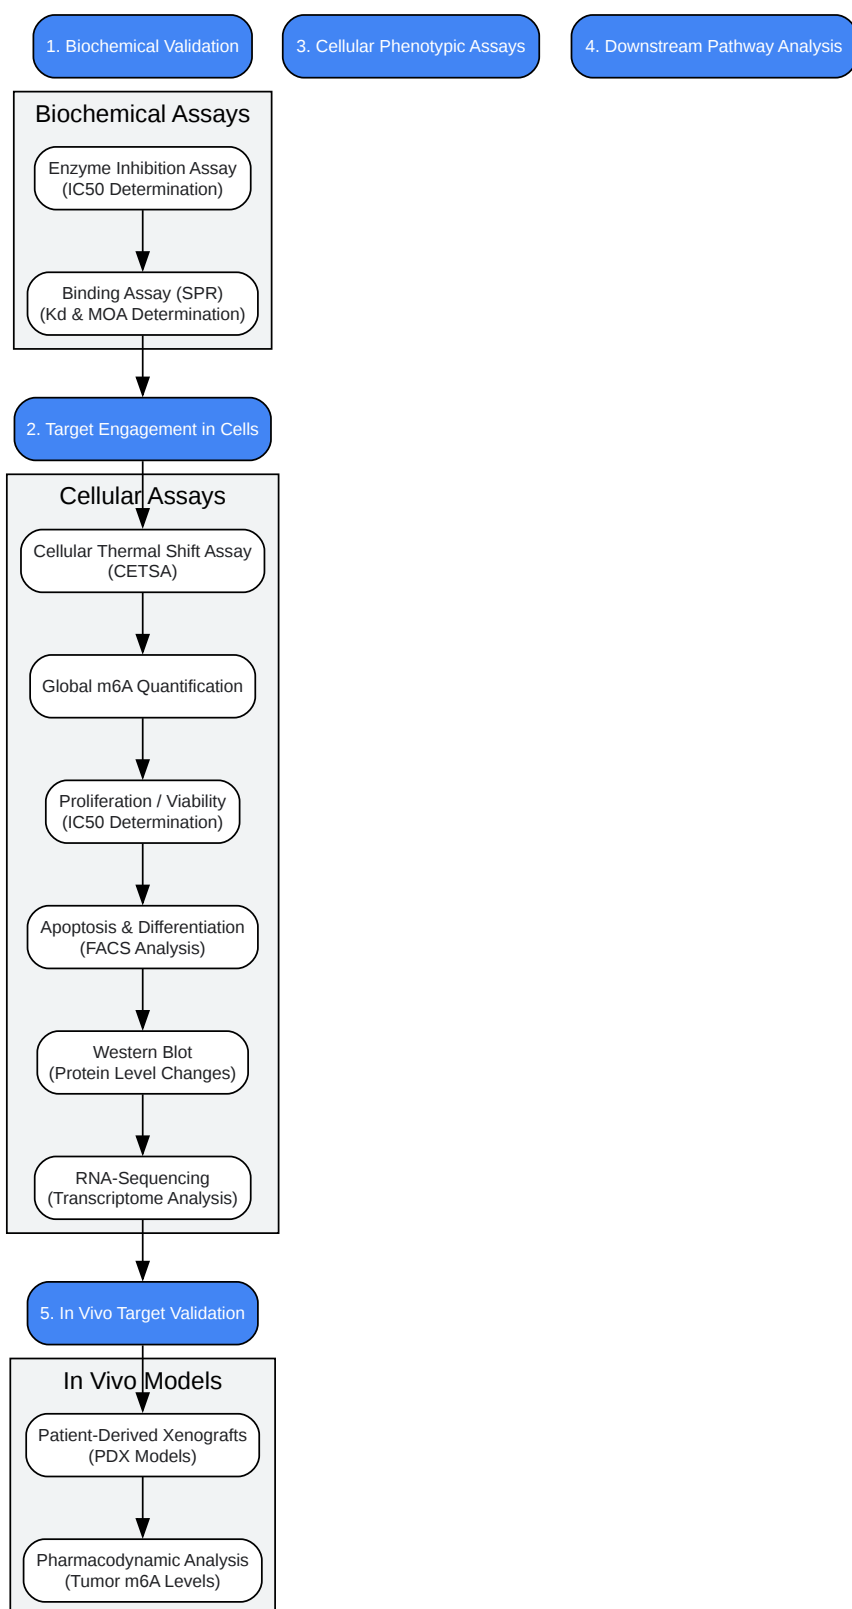 1. Biochemical Validation
3. Cellular Phenotypic Assays
4. Downstream Pathway Analysis
Biochemical Assays
Enzyme Inhibition Assay
(IC50 Determination)
Binding Assay (SPR)
(Kd & MOA Determination)
2. Target Engagement in Cells
Cellular Assays
Cellular Thermal Shift Assay
(CETSA)
Global m6A Quantification
Proliferation / Viability
(IC50 Determination)
Apoptosis & Differentiation
(FACS Analysis)
Western Blot
(Protein Level Changes)
RNA-Sequencing
(Transcriptome Analysis)
5. In Vivo Target Validation
In Vivo Models
Patient-Derived Xenografts
(PDX Models)
Pharmacodynamic Analysis
(Tumor m6A Levels)